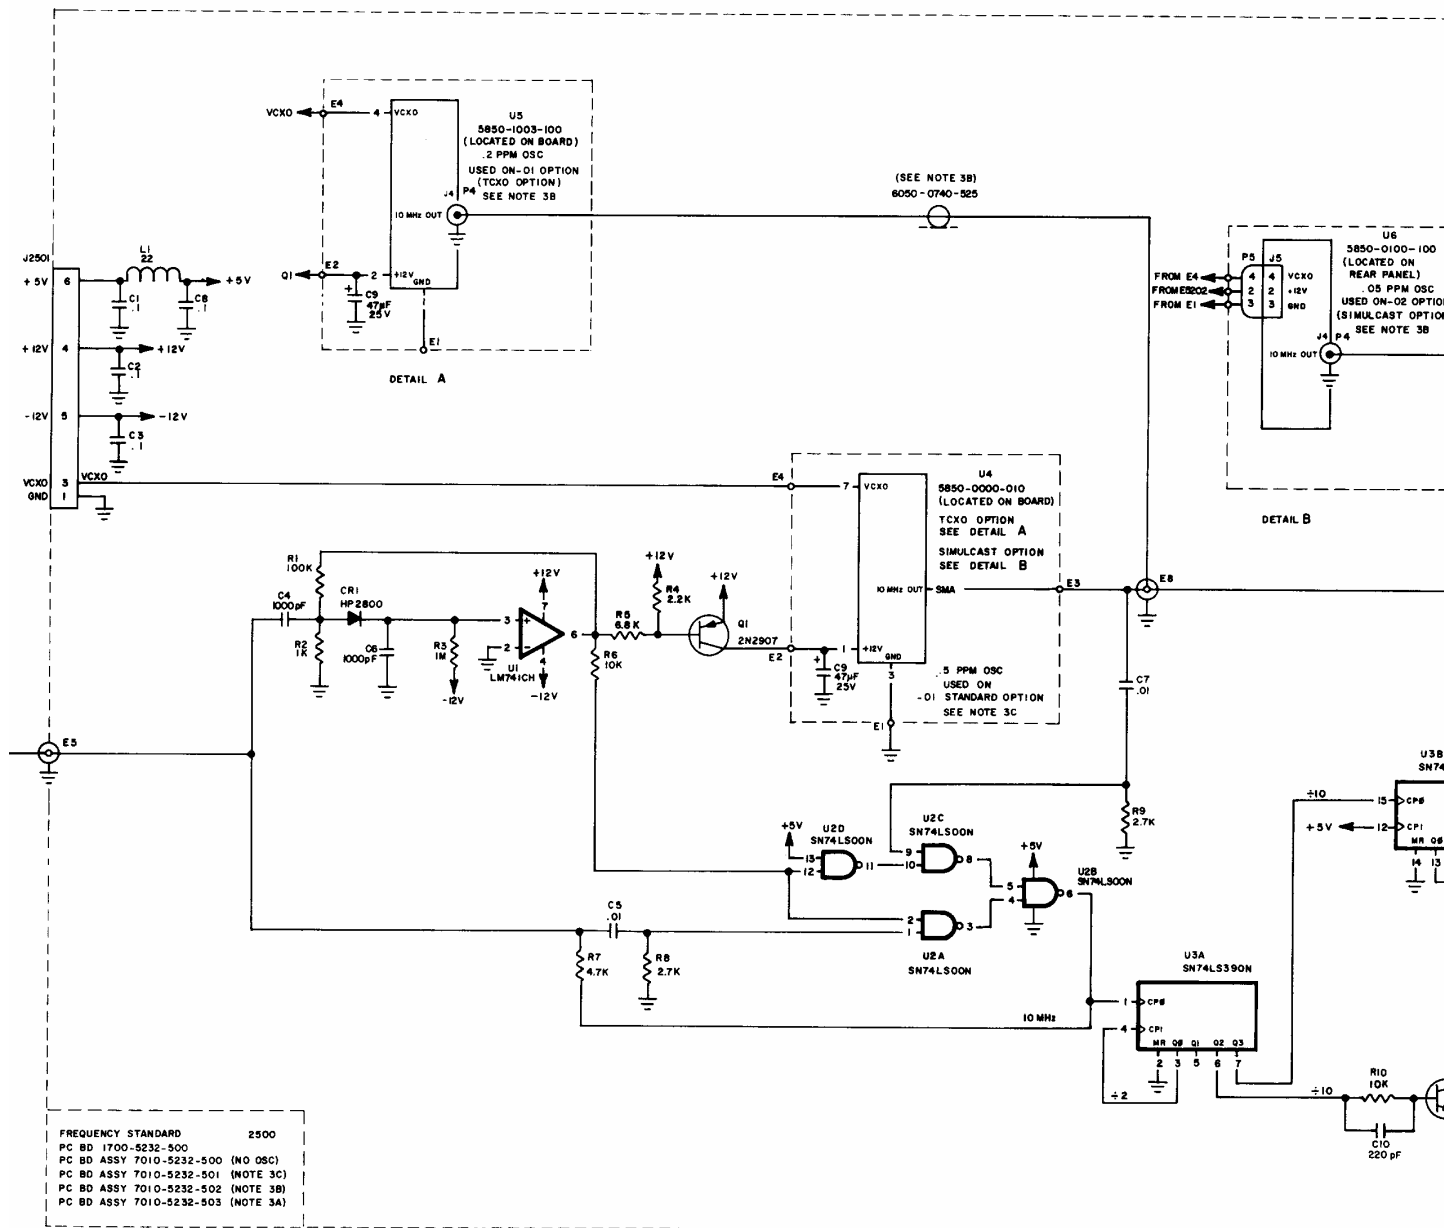 VCXO
E4
4
VCXO
U5
5850-1003-100
(LOCATED ON BOARD)
.2 PPM OSC
USED ON-01 OPTION
(TCXO OPTION)
SEE NOTE 3B
J4
P4
10 MHz OUT
Q1
E2
2
+12V
GND
+
C9
47µF
25V
E1
DETAIL A
(SEE NOTE 3B)
6050-0740-525
U6
5850-0100-100
(LOCATED ON
REAR PANEL)
.05 PPM OSC
USED ON-02 OPTIO
(SIMULCAST OPTION
SEE NOTE 3B
P5
J5
FROM E4
4
4
VCXO
2
2
+12V
FROM E1
3
3
GND
J4
P4
10 MHz OUT
DETAIL B
J2501
+5V
6
L1
22
+5V
C1
.1
C8
.1
+12V
4
+12V
C2
.1
-12V
5
-12V
C3
.1
VCXO
3
VCXO
GND
1
E4
7
VCXO
U4
5850-0000-010
(LOCATED ON BOARD)
TCXO OPTION
SEE DETAIL A
SIMULCAST OPTION
SEE DETAIL B
10 MHz OUT
SMA
E3
E8
E2
1
+12V
GND
3
+
C9
47µF
25V
.5 PPM OSC
USED ON
-01 STANDARD OPTION
SEE NOTE 3C
E1
R1
100K
C4
1000pF
CR1
HP2800
R2
1K
C6
1000pF
R3
1M
-12V
+12V
7
3
+
2
-
6
4
U1
LM741CH
-12V
R5
6.8K
+12V
R4
2.2K
+12V
Q1
2N2907
R6
10K
C7
.01
R9
2.7K
E5
+5V
U2D
SN74LS00N
13
12
11
U2C
SN74LS00N
9
10
8
+5V
U2B
SN74LS00N
5
4
6
2
1
3
U2A
SN74LS00N
C5
.01
R7
4.7K
R8
2.7K
10 MHz
U3A
SN74LS390N
1
CPØ
4
CP1
MR QØ Q1 Q2 Q3
2 3 5 6 7
÷2
÷10
÷10
+5V
U3B
SN74
15
CPØ
12
CP1
MR QØ
14 13
R10
10K
C10
220 pF
FREQUENCY STANDARD 2500
PC BD 1700-5232-500
PC BD ASSY 7010-5232-500 (NO OSC)
PC BD ASSY 7010-5232-501 (NOTE 3C)
PC BD ASSY 7010-5232-502 (NOTE 3B)
PC BD ASSY 7010-5232-503 (NOTE 3A)